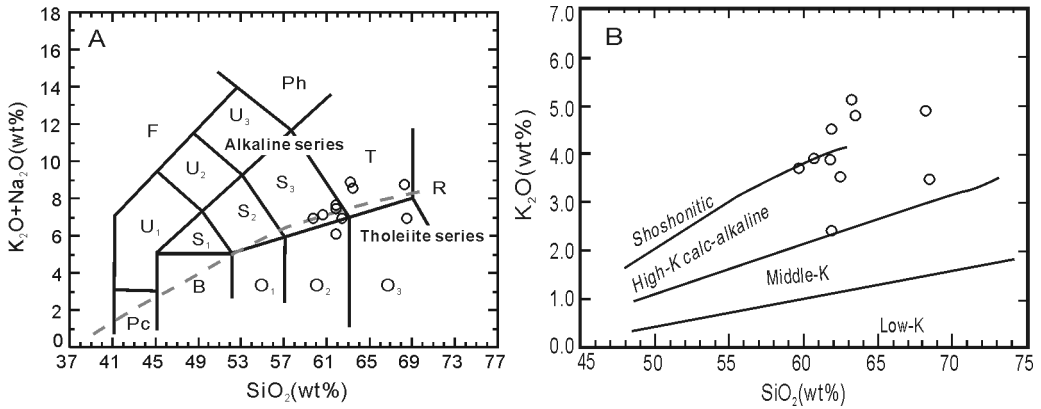 A
K₂O+Na₂O(wt%)
18
16
14
12
10
8
6
4
2
0
Ph
U₃
F
Alkaline series
T
U₂
S₃
R
S₂
U₁
Tholeiite series
S₁
B
O₁
O₂
O₃
Pc
37 41 45 49 53 57 61 65 69 73 77
SiO₂(wt%)
B
K₂O(wt%)
7.0
6.0
5.0
4.0
3.0
2.0
1.0
0.0
Shoshonitic
High-K calc-alkaline
Middle-K
Low-K
45 50 55 60 65 70 75
SiO₂(wt%)